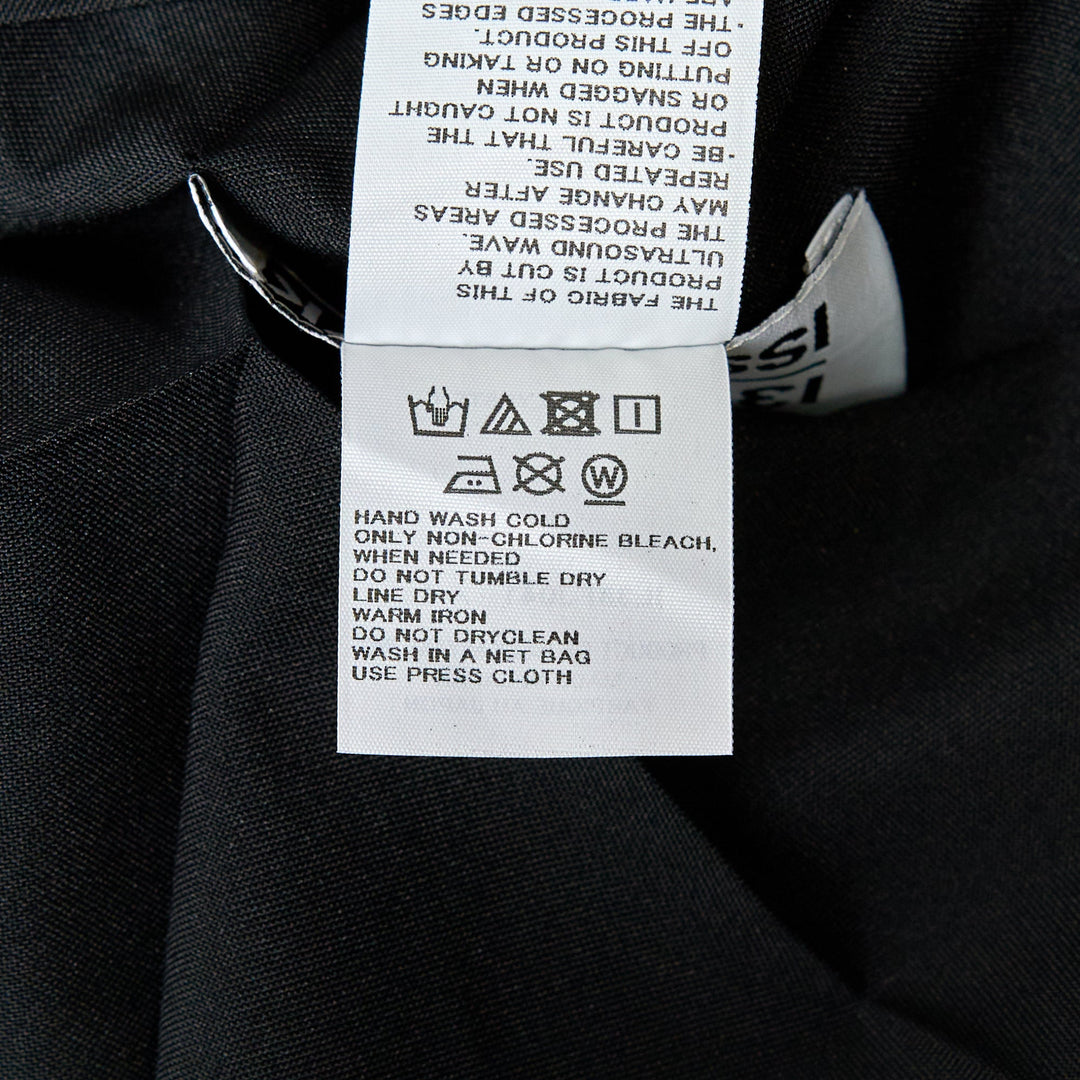 THE FABRIC OF THIS
PRODUCT IS CUT BY
ULTRASOUND WAVE.
THE PROCESSED AREAS
MAY CHANGE AFTER
REPEATED USE.
·BE CAREFUL THAT THE
PRODUCT IS NOT CAUGHT
OR SNAGGED WHEN
PUTTING ON OR TAKING
OFF THIS PRODUCT.
·THE PROCESSED EDGES
ARE
W
HAND WASH COLD
ONLY NON-CHLORINE BLEACH,
WHEN NEEDED
DO NOT TUMBLE DRY
LINE DRY
WARM IRON
DO NOT DRYCLEAN
WASH IN A NET BAG
USE PRESS CLOTH